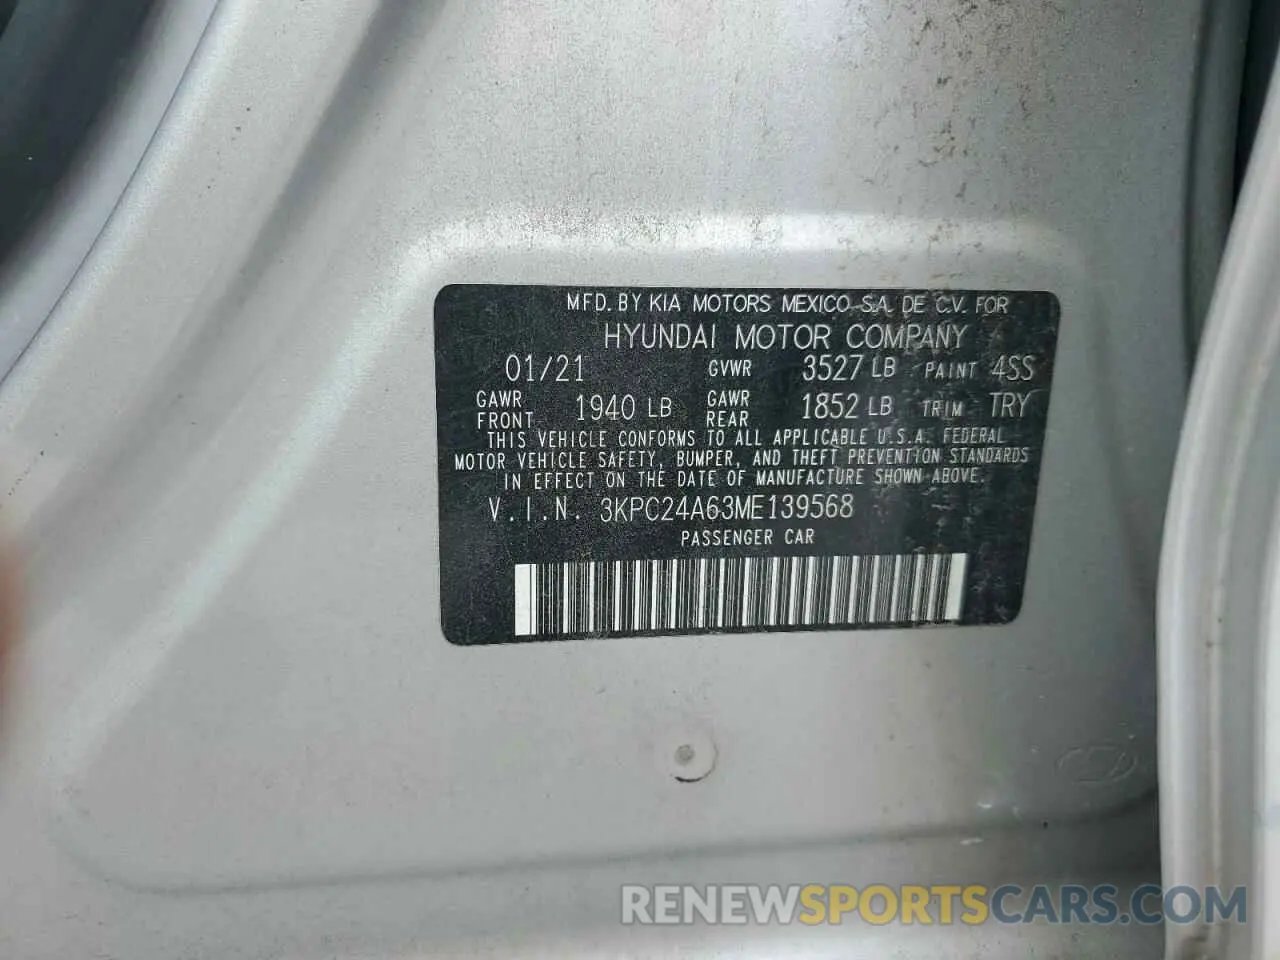 MFD. BY KIA MOTORS MEXICO S.A. DE C.V. FOR
HYUNDAI MOTOR COMPANY
01/21 GVWR 3527 LB PAINT 4SS
GAWR FRONT 1940 LB GAWR REAR 1852 LB TRIM TRY
THIS VEHICLE CONFORMS TO ALL APPLICABLE U.S.A. FEDERAL
MOTOR VEHICLE SAFETY, BUMPER, AND THEFT PREVENTION STANDARDS
IN EFFECT ON THE DATE OF MANUFACTURE SHOWN ABOVE.
V.I.N. 3KPC24A63ME139568
PASSENGER CAR
RENEWSPORTSCARS.COM